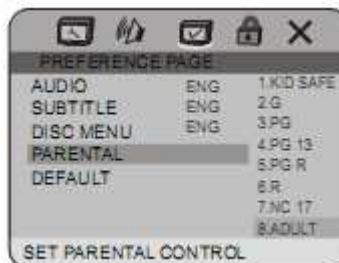 PREFERENCE PAGE
AUDIO ENG
SUBTITLE ENG
DISC MENU ENG
PARENTAL
DEFAULT
1.KID SAFE
2.G
3.PG
4.PG 13
5.PG R
6.R
7.NC 17
8.ADULT
SET PARENTAL CONTROL